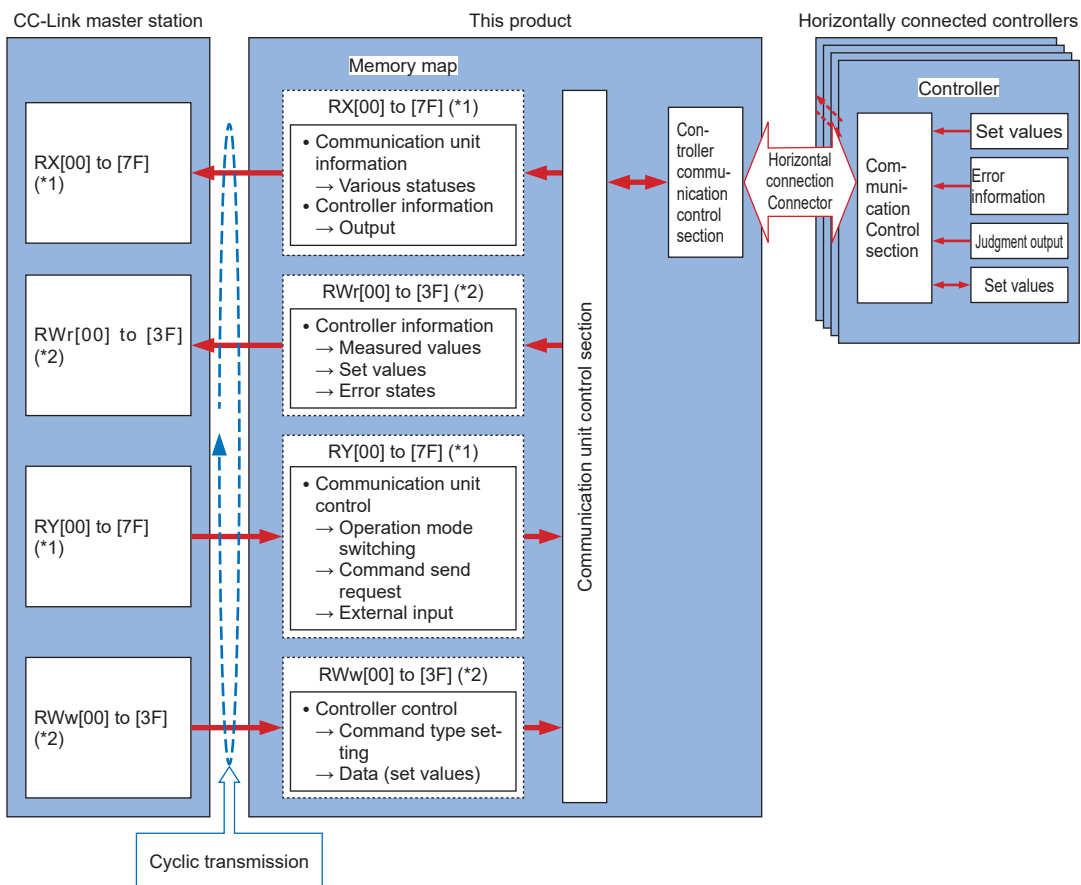 CC-Link master station
This product
Horizontally connected controllers
RX[00] to [7F]
(*1)
RWr[00] to [3F]
(*2)
RY[00] to [7F]
(*1)
RWw[00] to [3F]
(*2)
Cyclic transmission
Memory map
RX[00] to [7F] (*1)
• Communication unit
information
→ Various statuses
• Controller information
→ Output
RWr[00] to [3F] (*2)
• Controller information
→ Measured values
→ Set values
→ Error states
RY[00] to [7F] (*1)
• Communication unit
control
→ Operation mode
switching
→ Command send
request
→ External input
RWw[00] to [3F] (*2)
• Controller control
→ Command type set-
ting
→ Data (set values)
Communication unit control section
Con-
troller
commu-
nication
control
section
Horizontal
connection
Connector
Controller
Com-
munication
Control
section
Set values
Error
information
Judgment output
Set values